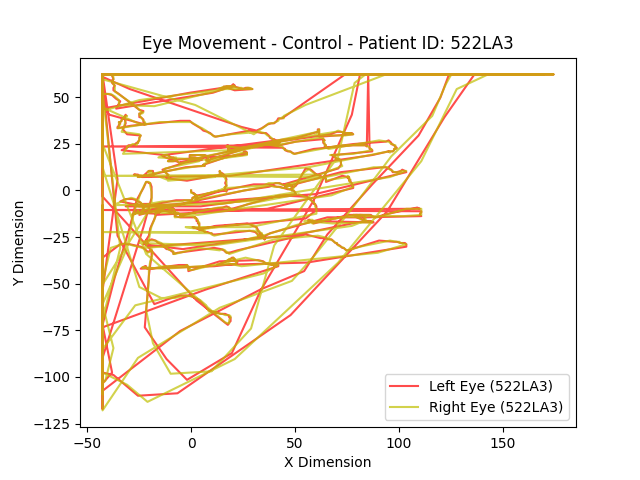 Eye Movement - Control - Patient ID: 522LA3
Y Dimension
50
25
0
−25
−50
−75
−100
−125
−50
0
50
100
150
X Dimension
Left Eye (522LA3)
Right Eye (522LA3)